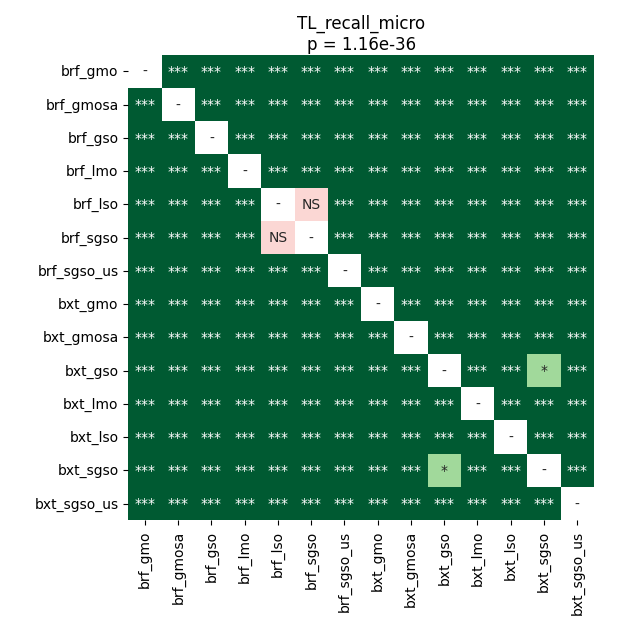 TL_recall_micro
p = 1.16e-36
brf_gmo - *** *** *** *** *** *** *** *** *** *** *** *** ***
brf_gmosa *** - *** *** *** *** *** *** *** *** *** *** *** ***
brf_gso *** *** - *** *** *** *** *** *** *** *** *** *** ***
brf_lmo *** *** *** - *** *** *** *** *** *** *** *** *** ***
brf_lso *** *** *** *** - NS *** *** *** *** *** *** *** ***
brf_sgso *** *** *** *** NS - *** *** *** *** *** *** *** ***
brf_sgso_us *** *** *** *** *** *** - *** *** *** *** *** *** ***
bxt_gmo *** *** *** *** *** *** *** - *** *** *** *** *** ***
bxt_gmosa *** *** *** *** *** *** *** *** - *** *** *** *** ***
bxt_gso *** *** *** *** *** *** *** *** *** - *** *** * ***
bxt_lmo *** *** *** *** *** *** *** *** *** *** - *** *** ***
bxt_lso *** *** *** *** *** *** *** *** *** *** *** - *** ***
bxt_sgso *** *** *** *** *** *** *** *** *** * *** *** - ***
bxt_sgso_us *** *** *** *** *** *** *** *** *** *** *** *** *** -
brf_gmo brf_gmosa brf_gso brf_lmo brf_lso brf_sgso brf_sgso_us bxt_gmo bxt_gmosa bxt_gso bxt_lmo bxt_lso bxt_sgso bxt_sgso_us